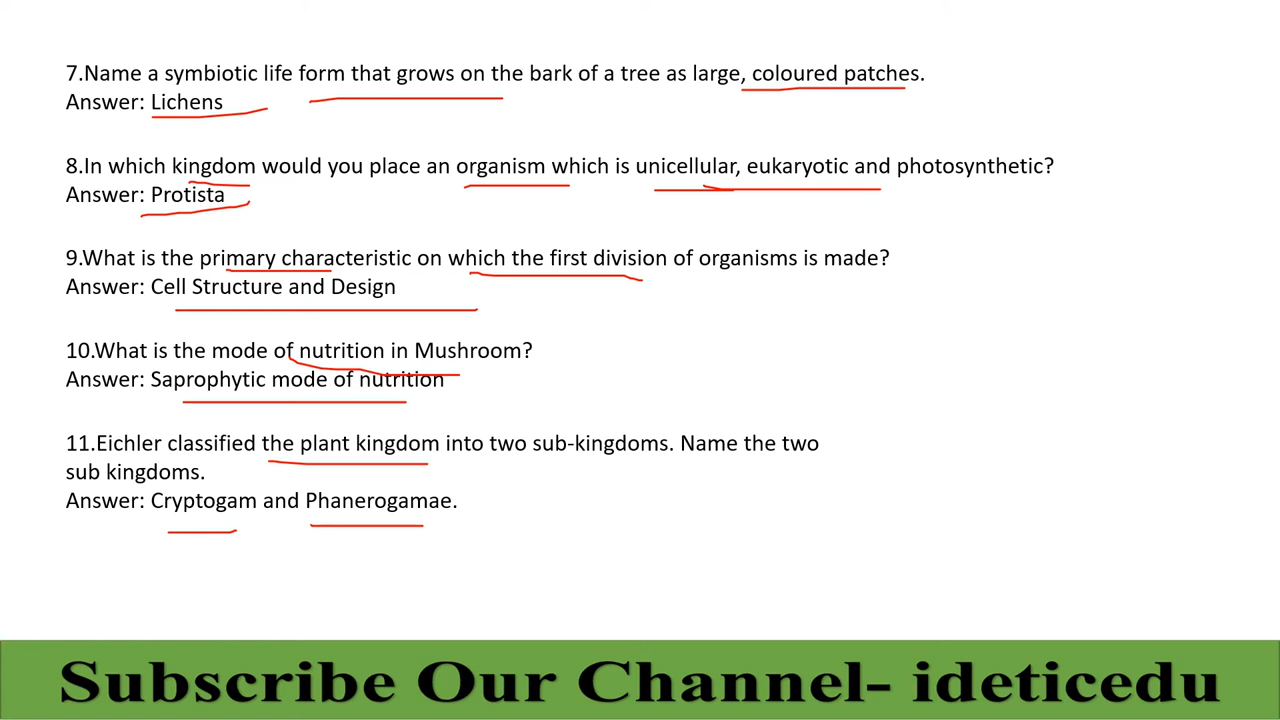 7.Name a symbiotic life form that grows on the bark of a tree as large, coloured patches.
Answer: Lichens
8.In which kingdom would you place an organism which is unicellular, eukaryotic and photosynthetic?
Answer: Protista
9.What is the primary characteristic on which the first division of organisms is made?
Answer: Cell Structure and Design
10.What is the mode of nutrition in Mushroom?
Answer: Saprophytic mode of nutrition
11.Eichler classified the plant kingdom into two sub-kingdoms. Name the two
sub kingdoms.
Answer: Cryptogam and Phanerogamae.
Subscribe Our Channel- ideticedu